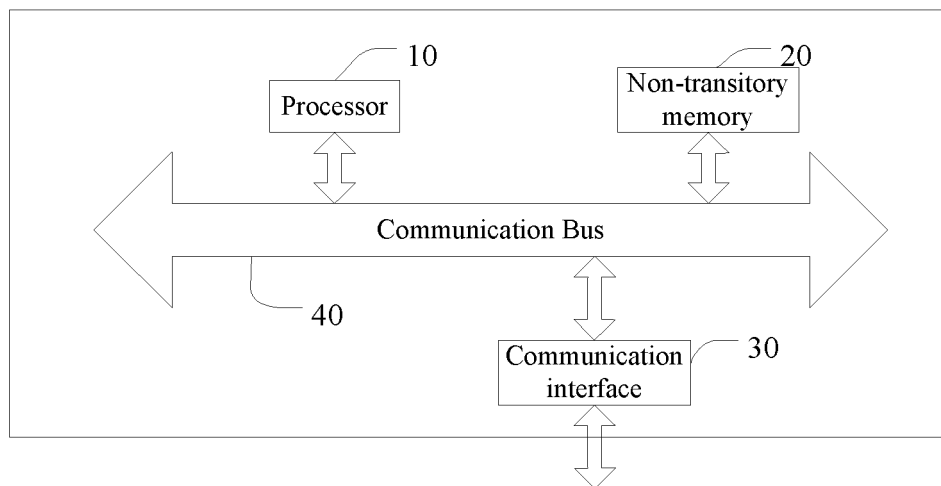 10
20
Processor
Non-transitory
memory
Communication Bus
40
30
Communication
interface